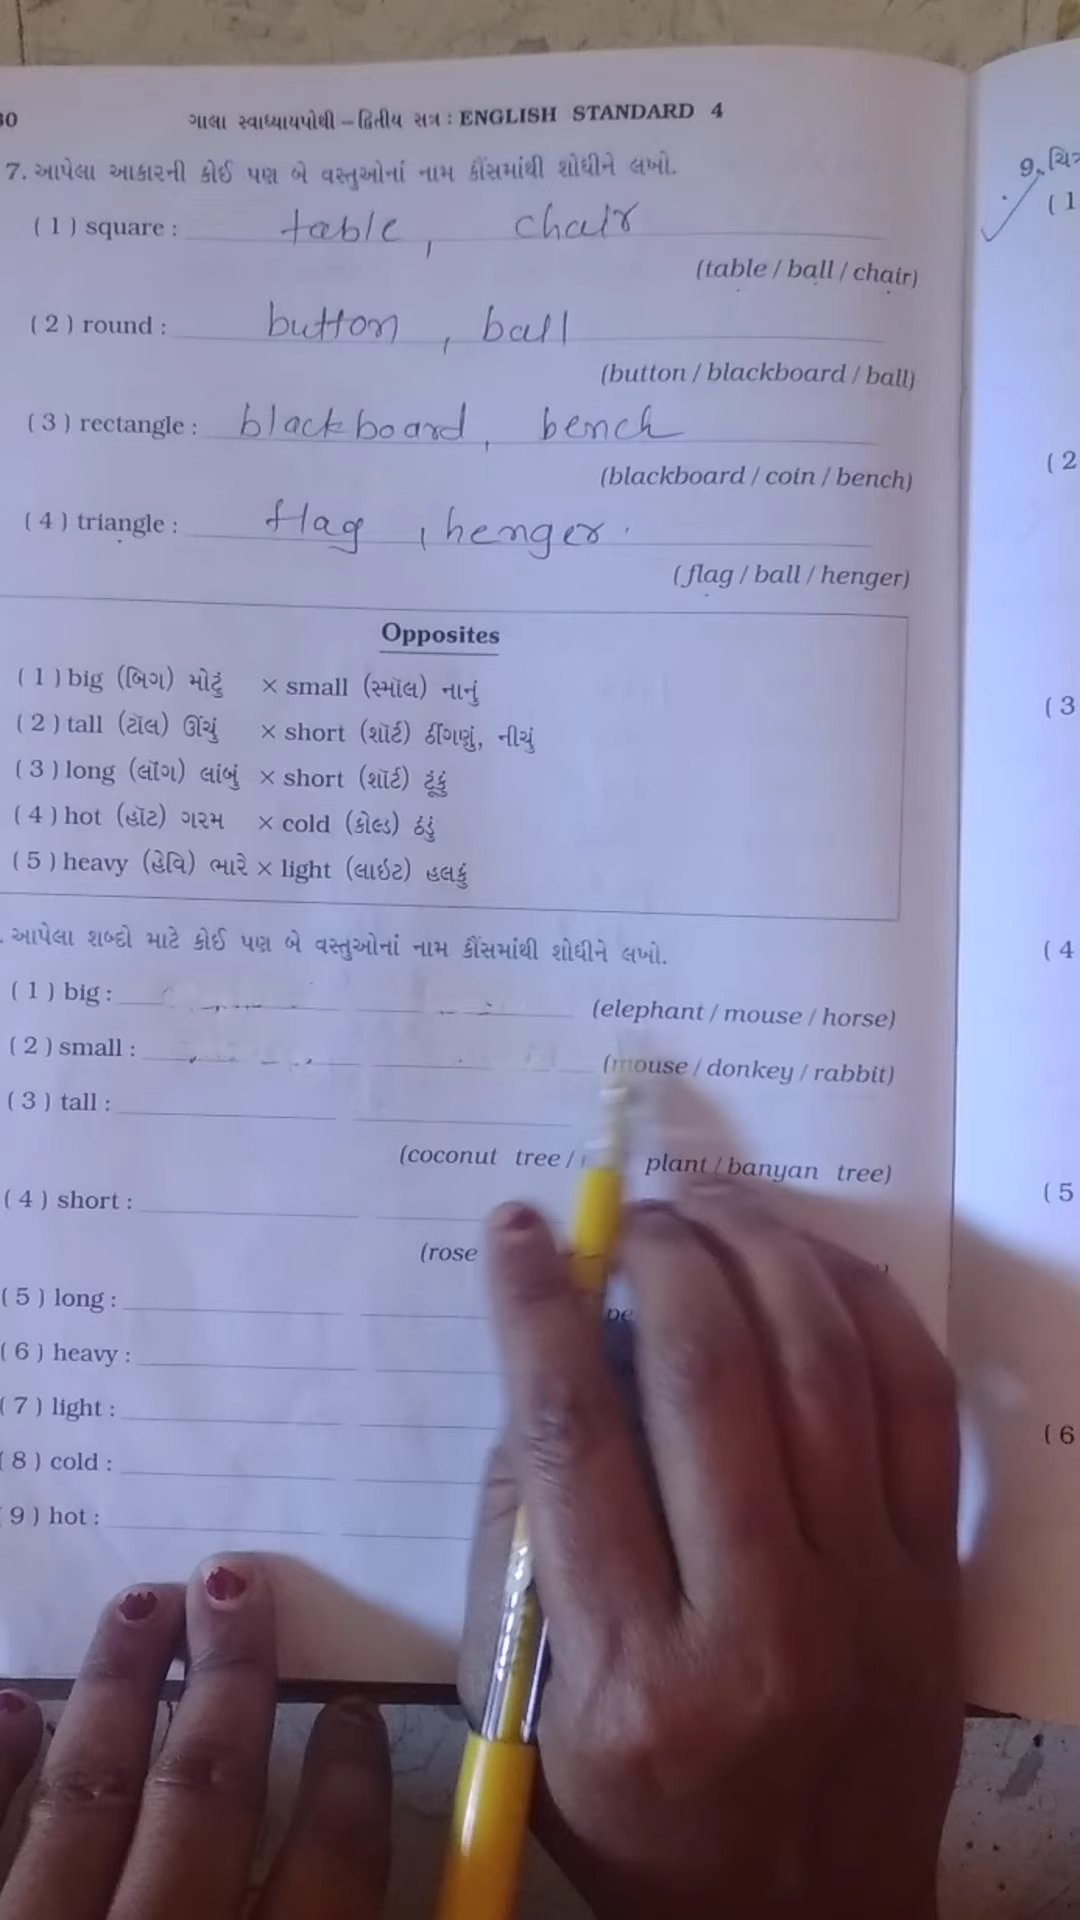 ગાલા સ્વાધ્યાયપોથી – દ્વિતીય સત્ર : ENGLISH STANDARD 4
7. આપેલા આકારની કોઈ પણ બે વસ્તુઓનાં નામ કૌંસમાંથી શોધીને લખો.
( 1 ) square : table, chair
(table / ball / chair)
( 2 ) round : button, ball
(button / blackboard / ball)
( 3 ) rectangle : blackboard, bench
(blackboard / coin / bench)
( 4 ) triangle : flag, henger.
(flag / ball / henger)
Opposites
( 1 ) big (બિગ) મોટું × small (સ્મૉલ) નાનું
( 2 ) tall (ટૉલ) ઊંચું × short (શૉર્ટ) ઠીંગણું, નીચું
( 3 ) long (લૉંગ) લાંબું × short (શૉર્ટ) ટૂંકું
( 4 ) hot (હૉટ) ગરમ × cold (કોલ્ડ) ઠંડું
( 5 ) heavy (હેવિ) ભારે × light (લાઇટ) હલકું
. આપેલા શબ્દો માટે કોઈ પણ બે વસ્તુઓનાં નામ કૌંસમાંથી શોધીને લખો.
( 1 ) big : (elephant / mouse / horse)
( 2 ) small : (mouse / donkey / rabbit)
( 3 ) tall :
(coconut tree / plant / banyan tree)
( 4 ) short :
(rose
( 5 ) long :
( 6 ) heavy :
( 7 ) light :
( 8 ) cold :
9 ) hot :
9.
( 1
( 2
( 3
( 4
( 5
( 6